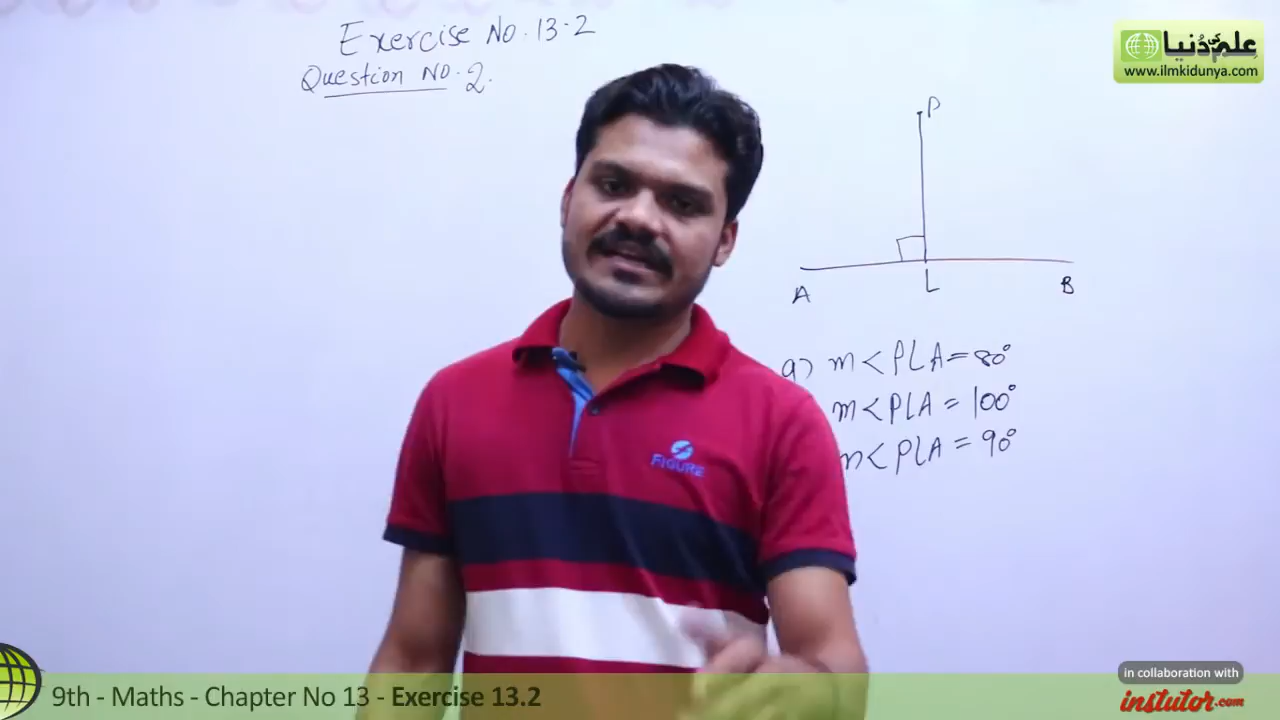 Exercise No. 13-2
Question No. 2.
علم کی دُنیا
www.ilmkidunya.com
P
A
L
B
a) m < PLA = 80°
m < PLA = 100°
m < PLA = 90°
FIGURE
9th - Maths - Chapter No 13 - Exercise 13.2
in collaboration with
instutor.com